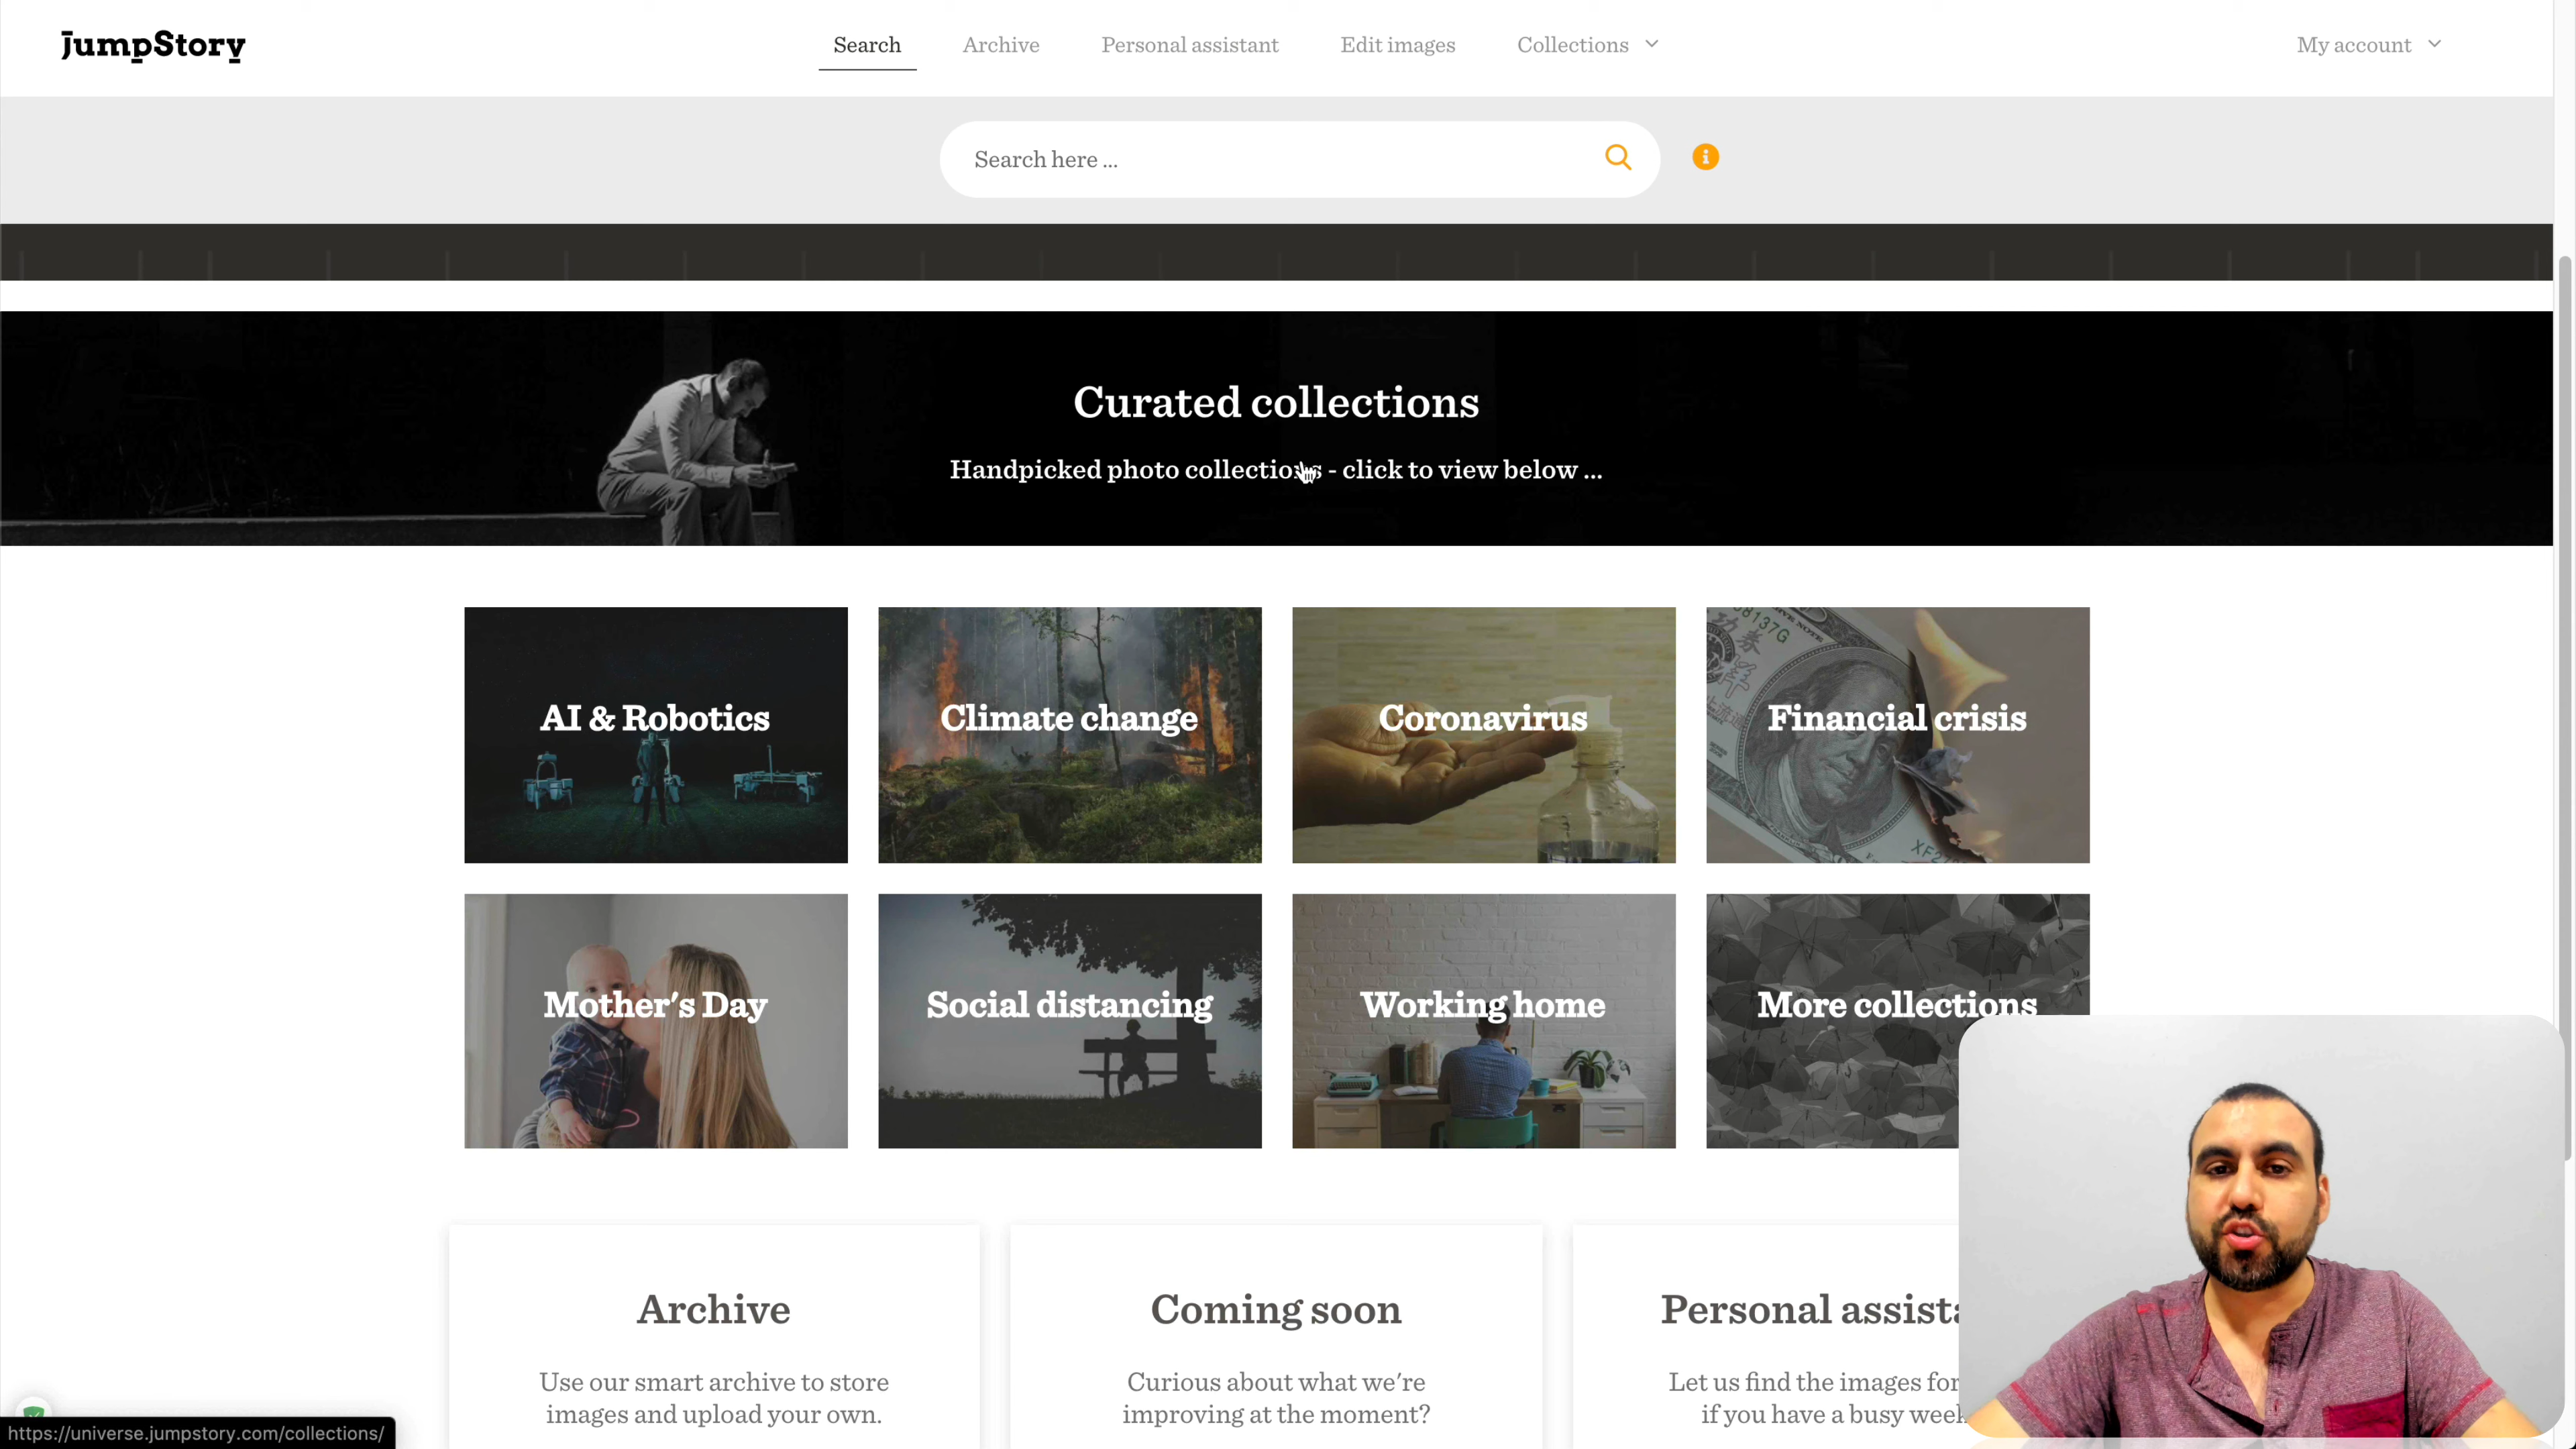 jumpStory
Search Archive Personal assistant Edit images Collections My account
Search here ...
Curated collections
Handpicked photo collections - click to view below ...
AI & Robotics Climate change Coronavirus Financial crisis
08137G
XF2
Mother's Day Social distancing Working home More collections
Archive Coming soon Personal assista
Use our smart archive to store
images and upload your own.
Curious about what we're
improving at the moment?
Let us find the images for
if you have a busy week
https://universe.jumpstory.com/collections/